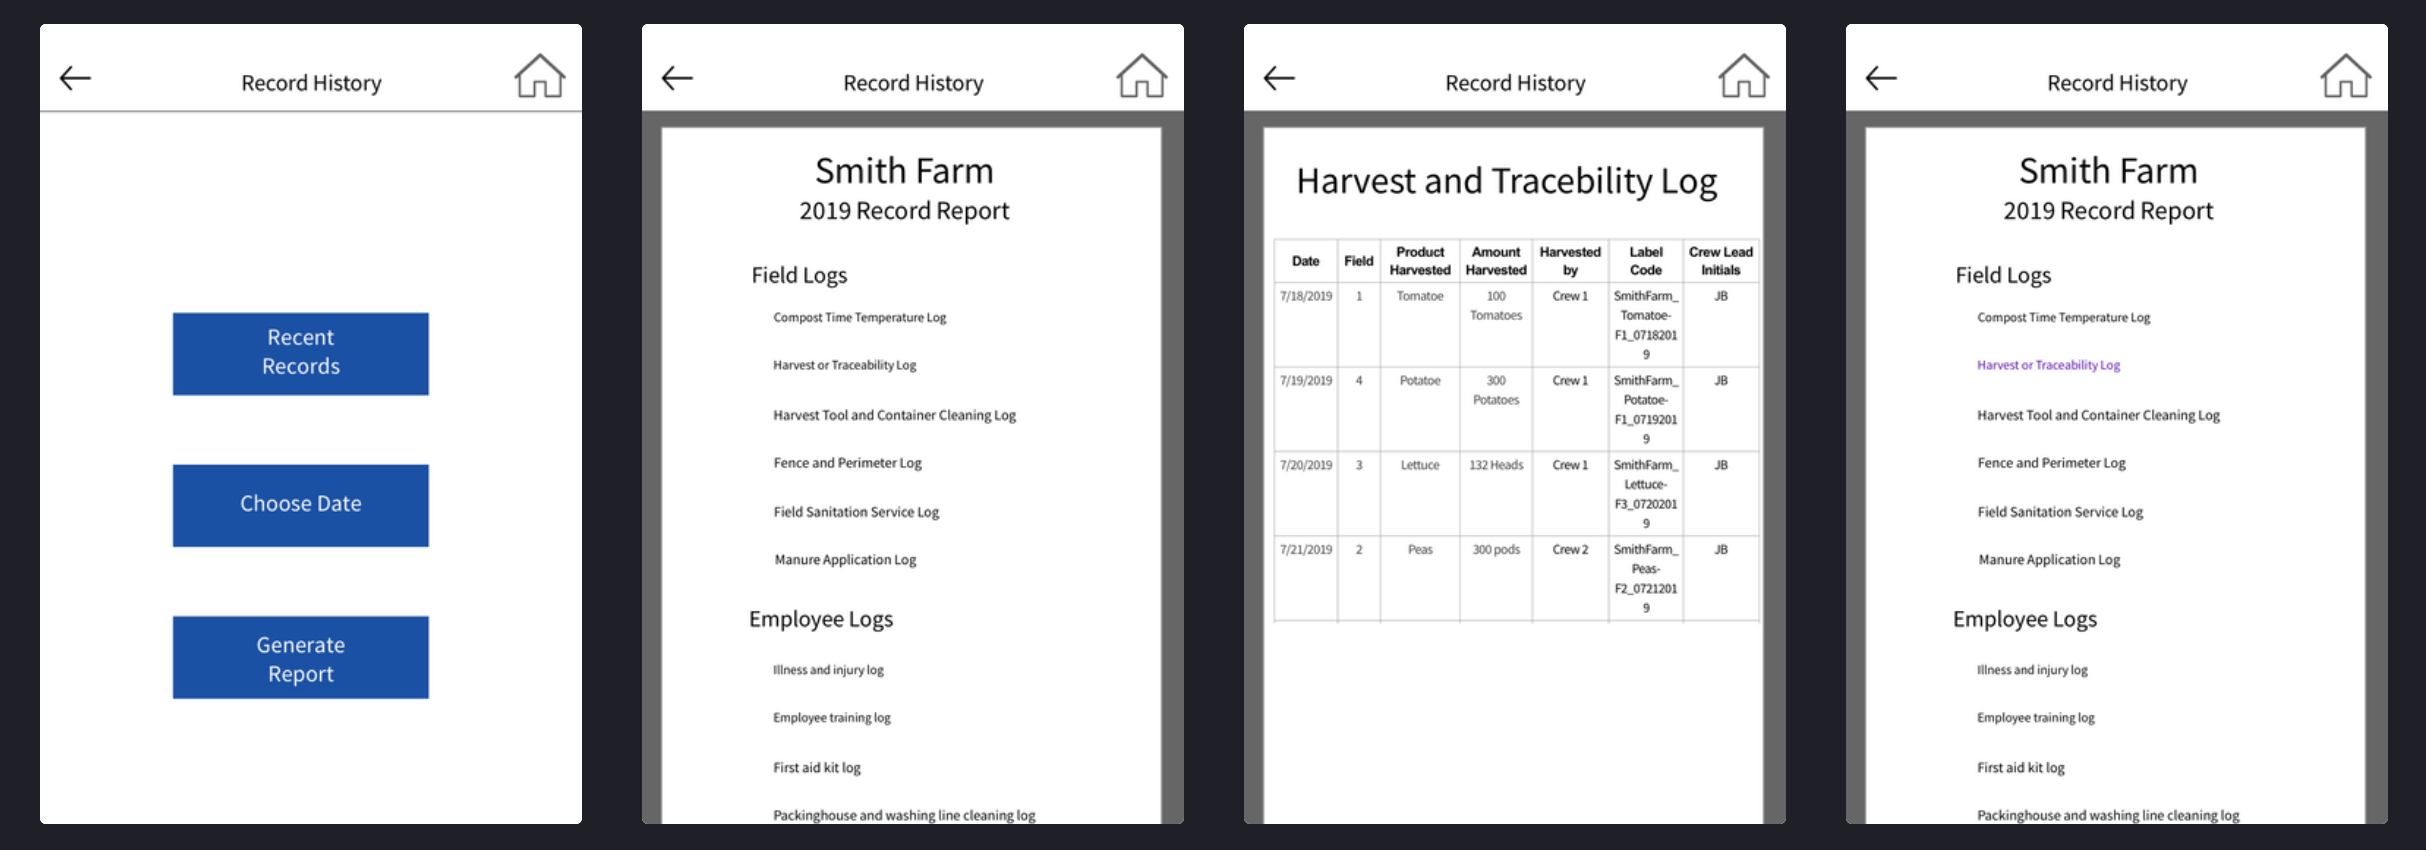 Record History
Recent
Records
Choose Date
Generate
Report
Record History
Smith Farm
2019 Record Report
Field Logs
Compost Time Temperature Log
Harvest or Traceability Log
Harvest Tool and Container Cleaning Log
Fence and Perimeter Log
Field Sanitation Service Log
Manure Application Log
Employee Logs
Illness and injury log
Employee training log
First aid kit log
Packinghouse and washing line cleaning log
Record History
Harvest and Tracebility Log
Date Field Product Harvested Amount Harvested Harvested by Label Code Crew Lead Initials
7/18/2019 1 Tomatoe 100 Tomatoes Crew 1 SmithFarm_Tomatoe-F1_07182019 JB
7/19/2019 4 Potatoe 300 Potatoes Crew 1 SmithFarm_Potatoe-F1_07192019 JB
7/20/2019 3 Lettuce 132 Heads Crew 1 SmithFarm_Lettuce-F3_07202019 JB
7/21/2019 2 Peas 300 pods Crew 2 SmithFarm_Peas-F2_07212019 JB
Record History
Smith Farm
2019 Record Report
Field Logs
Compost Time Temperature Log
Harvest or Traceability Log
Harvest Tool and Container Cleaning Log
Fence and Perimeter Log
Field Sanitation Service Log
Manure Application Log
Employee Logs
Illness and injury log
Employee training log
First aid kit log
Packinghouse and washing line cleaning log